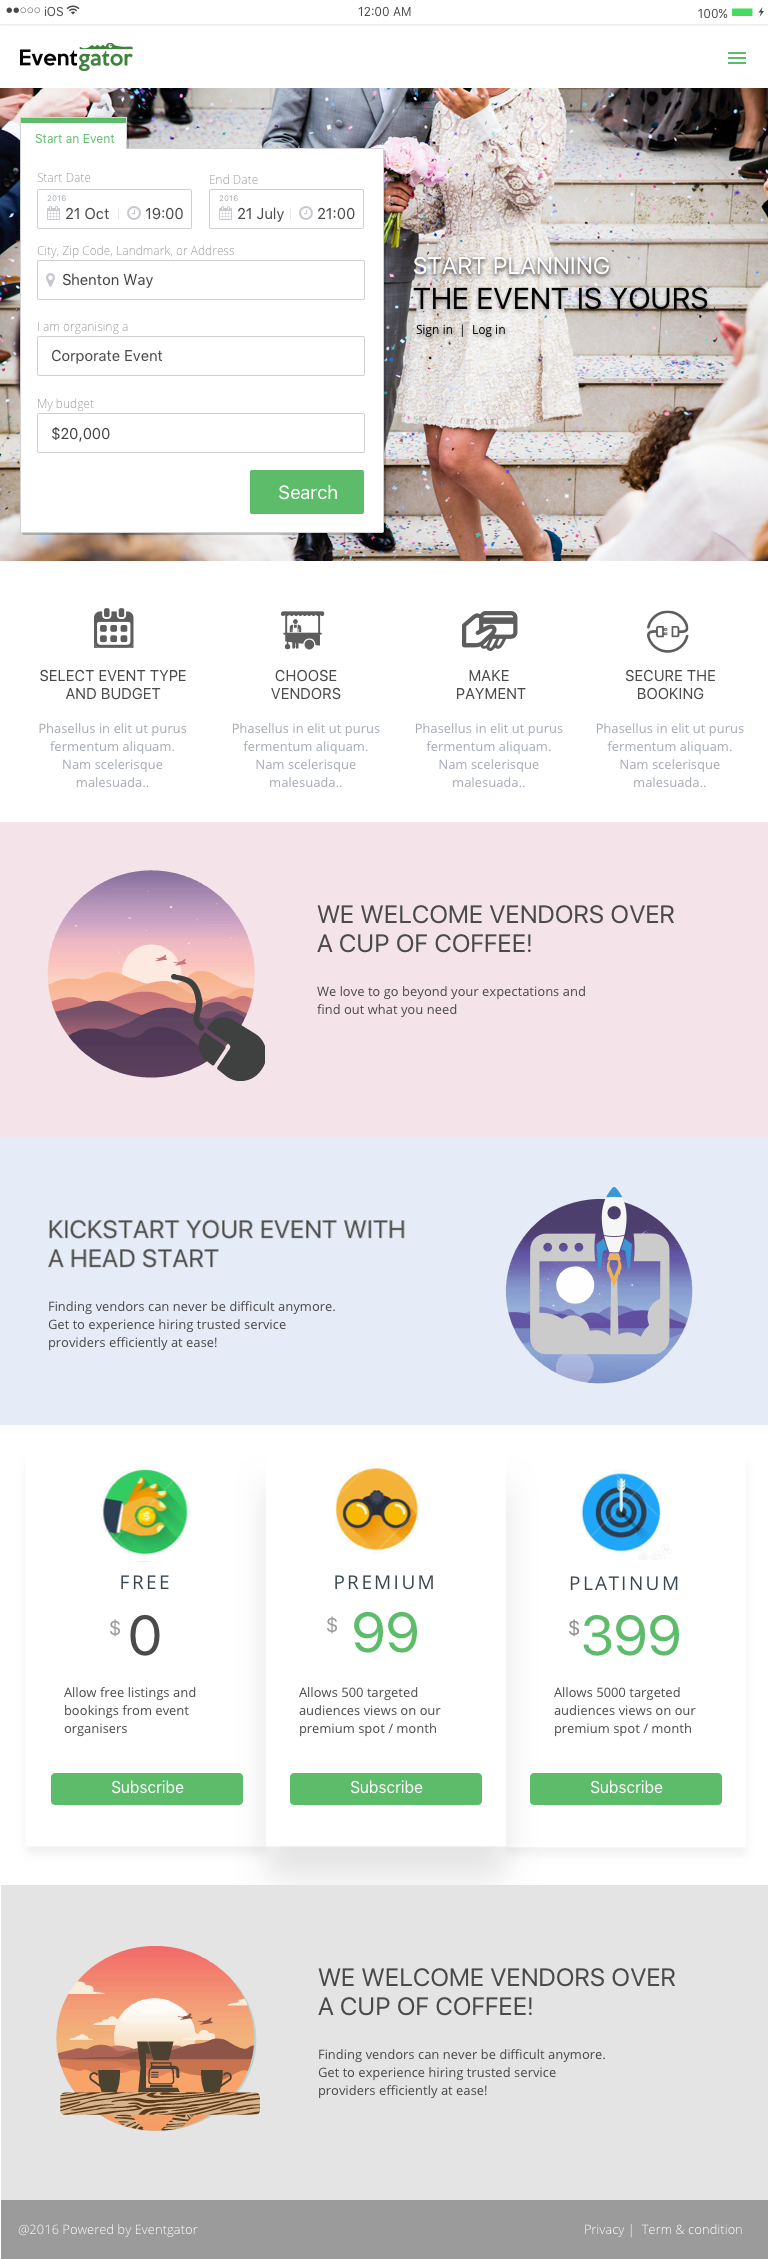 iOS 12:00 AM 100%
Eventgator
Start an Event
Start Date End Date
2016 2016
21 Oct 19:00 21 July 21:00
City, Zip Code, Landmark, or Address
Shenton Way
START PLANNING
THE EVENT IS YOURS
Sign in | Log in
I am organising a
Corporate Event
My budget
$20,000
Search
SELECT EVENT TYPE
AND BUDGET
Phasellus in elit ut purus
fermentum aliquam.
Nam scelerisque
malesuada..
CHOOSE
VENDORS
Phasellus in elit ut purus
fermentum aliquam.
Nam scelerisque
malesuada..
MAKE
PAYMENT
Phasellus in elit ut purus
fermentum aliquam.
Nam scelerisque
malesuada..
SECURE THE
BOOKING
Phasellus in elit ut purus
fermentum aliquam.
Nam scelerisque
malesuada..
WE WELCOME VENDORS OVER
A CUP OF COFFEE!
We love to go beyond your expectations and
find out what you need
KICKSTART YOUR EVENT WITH
A HEAD START
Finding vendors can never be difficult anymore.
Get to experience hiring trusted service
providers efficiently at ease!
FREE
$ 0
Allow free listings and
bookings from event
organisers
Subscribe
PREMIUM
$ 99
Allows 500 targeted
audiences views on our
premium spot / month
Subscribe
PLATINUM
$399
Allows 5000 targeted
audiences views on our
premium spot / month
Subscribe
WE WELCOME VENDORS OVER
A CUP OF COFFEE!
Finding vendors can never be difficult anymore.
Get to experience hiring trusted service
providers efficiently at ease!
@2016 Powered by Eventgator Privacy | Term & condition